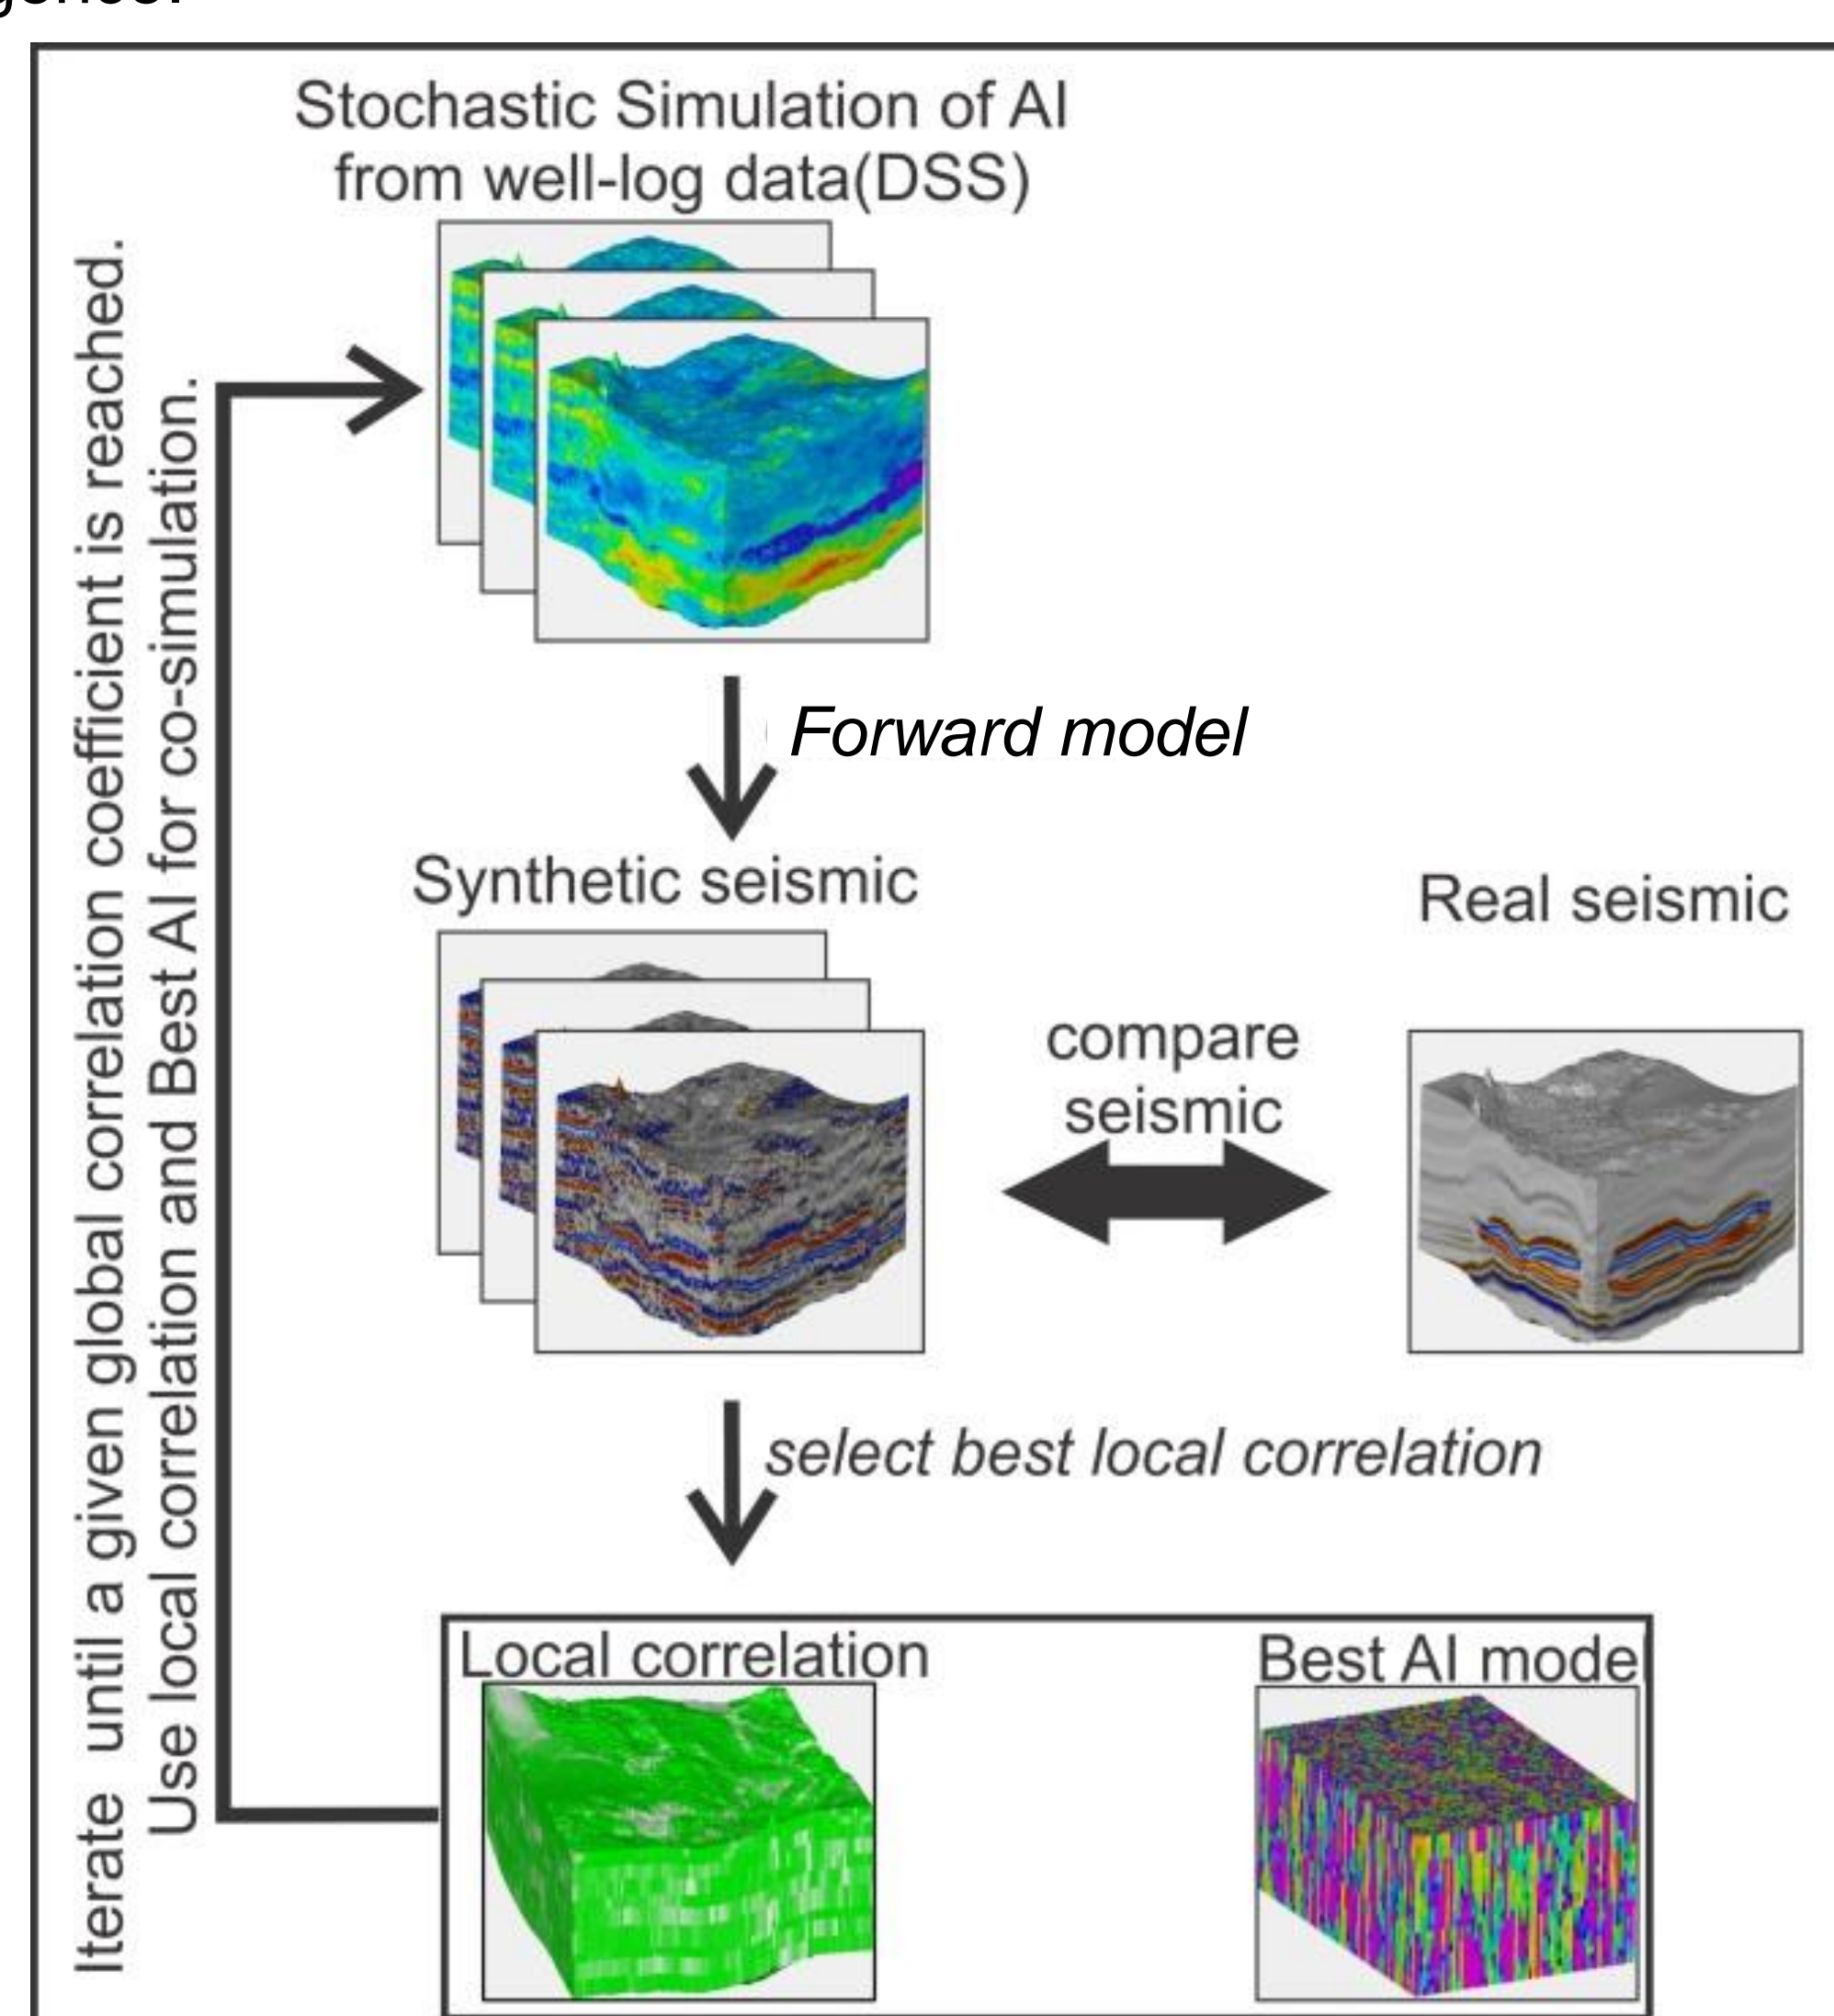 Stochastic Simulation of AI
from well-log data(DSS)
Iterate until a given global correlation coefficient is reached.
Use local correlation and Best AI for co-simulation.
Forward model
Synthetic seismic
Real seismic
compare
seismic
select best local correlation
Local correlation
Best AI model